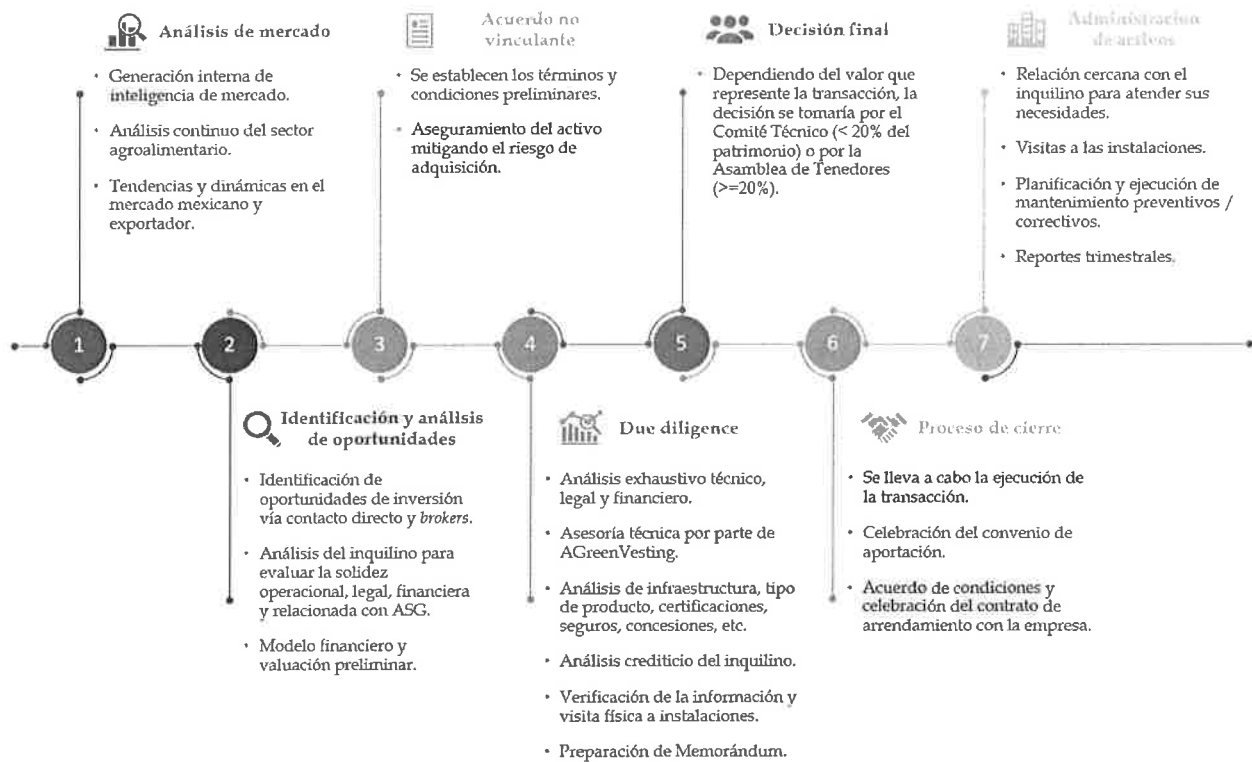 Análisis de mercado
• Generación interna de
inteligencia de mercado.
• Análisis continuo del sector
agroalimentario.
• Tendencias y dinámicas en el
mercado mexicano y
exportador.
Acuerdo no
vinculante
• Se establecen los términos y
condiciones preliminares.
• Aseguramiento del activo
mitigando el riesgo de
adquisición.
Decisión final
• Dependiendo del valor que
represente la transacción, la
decisión se tomaría por el
Comité Técnico (< 20% del
patrimonio) o por la
Asamblea de Tenedores
(>=20%).
Administración
de activos
• Relación cercana con el
inquilino para atender sus
necesidades.
• Visitas a las instalaciones.
• Planificación y ejecución de
mantenimiento preventivos /
correctivos.
• Reportes trimestrales.
1
2
3
4
5
6
7
Identificación y análisis
de oportunidades
• Identificación de
oportunidades de inversión
vía contacto directo y brokers.
• Análisis del inquilino para
evaluar la solidez
operacional, legal, financiera
y relacionada con ASG.
• Modelo financiero y
valuación preliminar.
Due diligence
• Análisis exhaustivo técnico,
legal y financiero.
• Asesoría técnica por parte de
AGreenVesting.
• Análisis de infraestructura, tipo
de producto, certificaciones,
seguros, concesiones, etc.
• Análisis crediticio del inquilino.
• Verificación de la información y
visita física a instalaciones.
• Preparación de Memorándum.
Proceso de cierre
• Se lleva a cabo la ejecución de
la transacción.
• Celebración del convenio de
aportación.
• Acuerdo de condiciones y
celebración del contrato de
arrendamiento con la empresa.